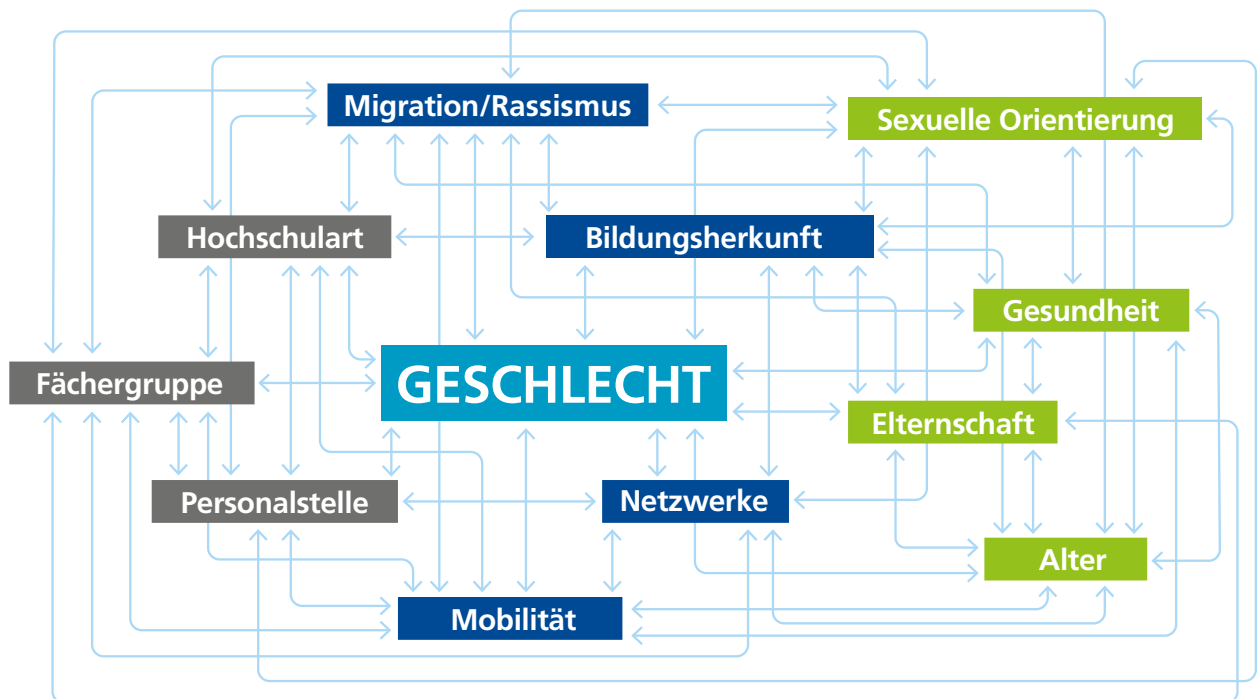 Migration/Rassismus
Sexuelle Orientierung
Hochschulart
Bildungsherkunft
Gesundheit
Fächergruppe
GESCHLECHT
Elternschaft
Personalstelle
Netzwerke
Alter
Mobilität